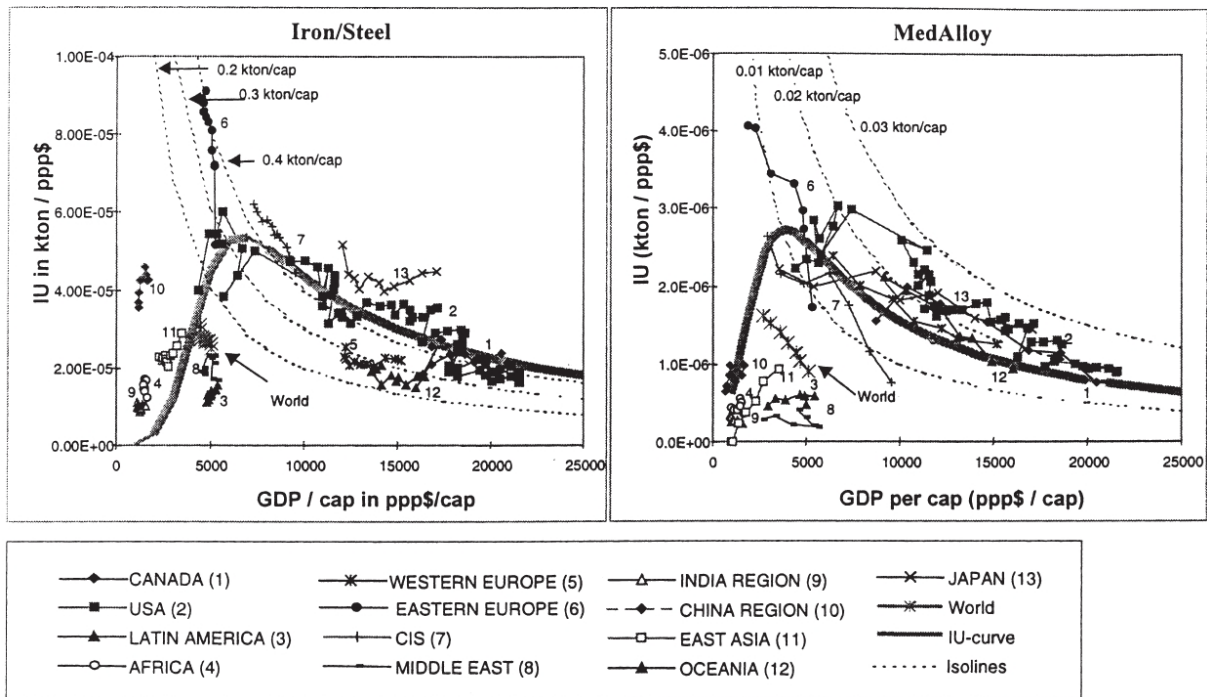 Iron/Steel
IU in kton / ppp$
1.00E-04
8.00E-05
6.00E-05
4.00E-05
2.00E-05
0.00E+00
0.2 kton/cap
0.3 kton/cap
0.4 kton/cap
6
7
10
13
2
1
11
5
8
4
9
3
12
World
0
5000
10000
15000
20000
25000
GDP / cap in ppp$/cap
MedAlloy
IU (kton / ppp$)
5.0E-06
4.0E-06
3.0E-06
2.0E-06
1.0E-06
0.0E+00
0.01 kton/cap
0.02 kton/cap
0.03 kton/cap
6
7
13
2
10
11
3
12
1
4
9
8
World
0
5000
10000
15000
20000
25000
GDP per cap (ppp$ / cap)
CANADA (1)
WESTERN EUROPE (5)
INDIA REGION (9)
JAPAN (13)
USA (2)
EASTERN EUROPE (6)
CHINA REGION (10)
World
LATIN AMERICA (3)
CIS (7)
EAST ASIA (11)
IU-curve
AFRICA (4)
MIDDLE EAST (8)
OCEANIA (12)
Isolines